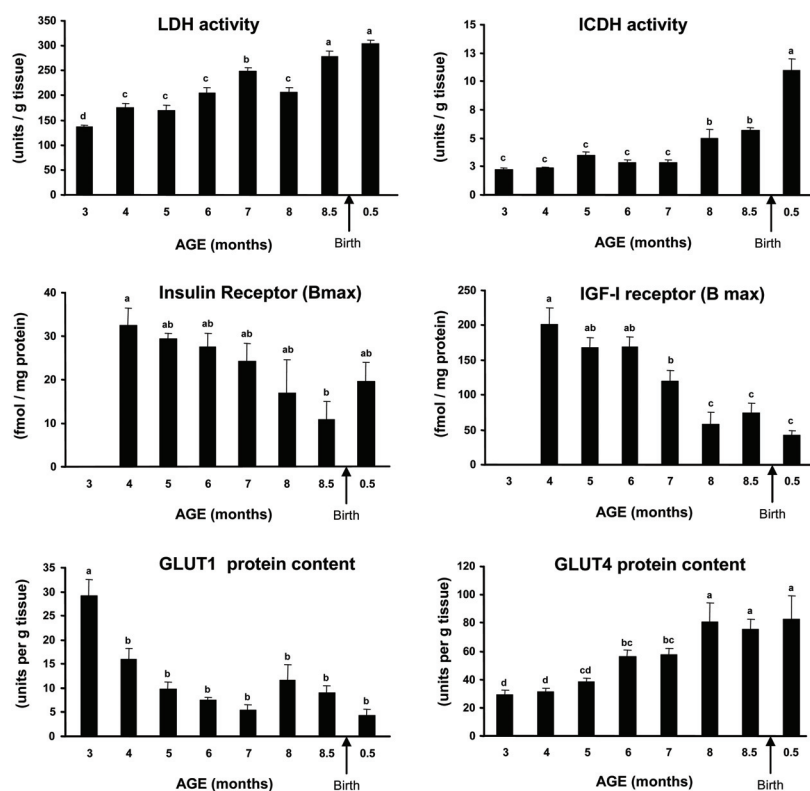 LDH activity
(units / g tissue)
350
300
250
200
150
100
50
0
d c c c b c a a
3 4 5 6 7 8 8.5 0.5
AGE (months)
Birth
ICDH activity
(units / g tissue)
15
13
10
8
5
3
0
c c c c c b b a
3 4 5 6 7 8 8.5 0.5
AGE (months)
Birth
Insulin Receptor (Bmax)
(fmol / mg protein)
40
30
20
10
0
a ab ab ab ab b ab
3 4 5 6 7 8 8.5 0.5
AGE (months)
Birth
IGF-I receptor (B max)
(fmol / mg protein)
250
200
150
100
50
0
a ab ab b c c c
3 4 5 6 7 8 8.5 0.5
AGE (months)
Birth
GLUT1 protein content
(units per g tissue)
35
30
25
20
15
10
5
0
a b b b b b b b
3 4 5 6 7 8 8.5 0.5
AGE (months)
Birth
GLUT4 protein content
(units per g tissue)
120
100
80
60
40
20
0
d d cd bc bc a a a
3 4 5 6 7 8 8.5 0.5
AGE (months)
Birth